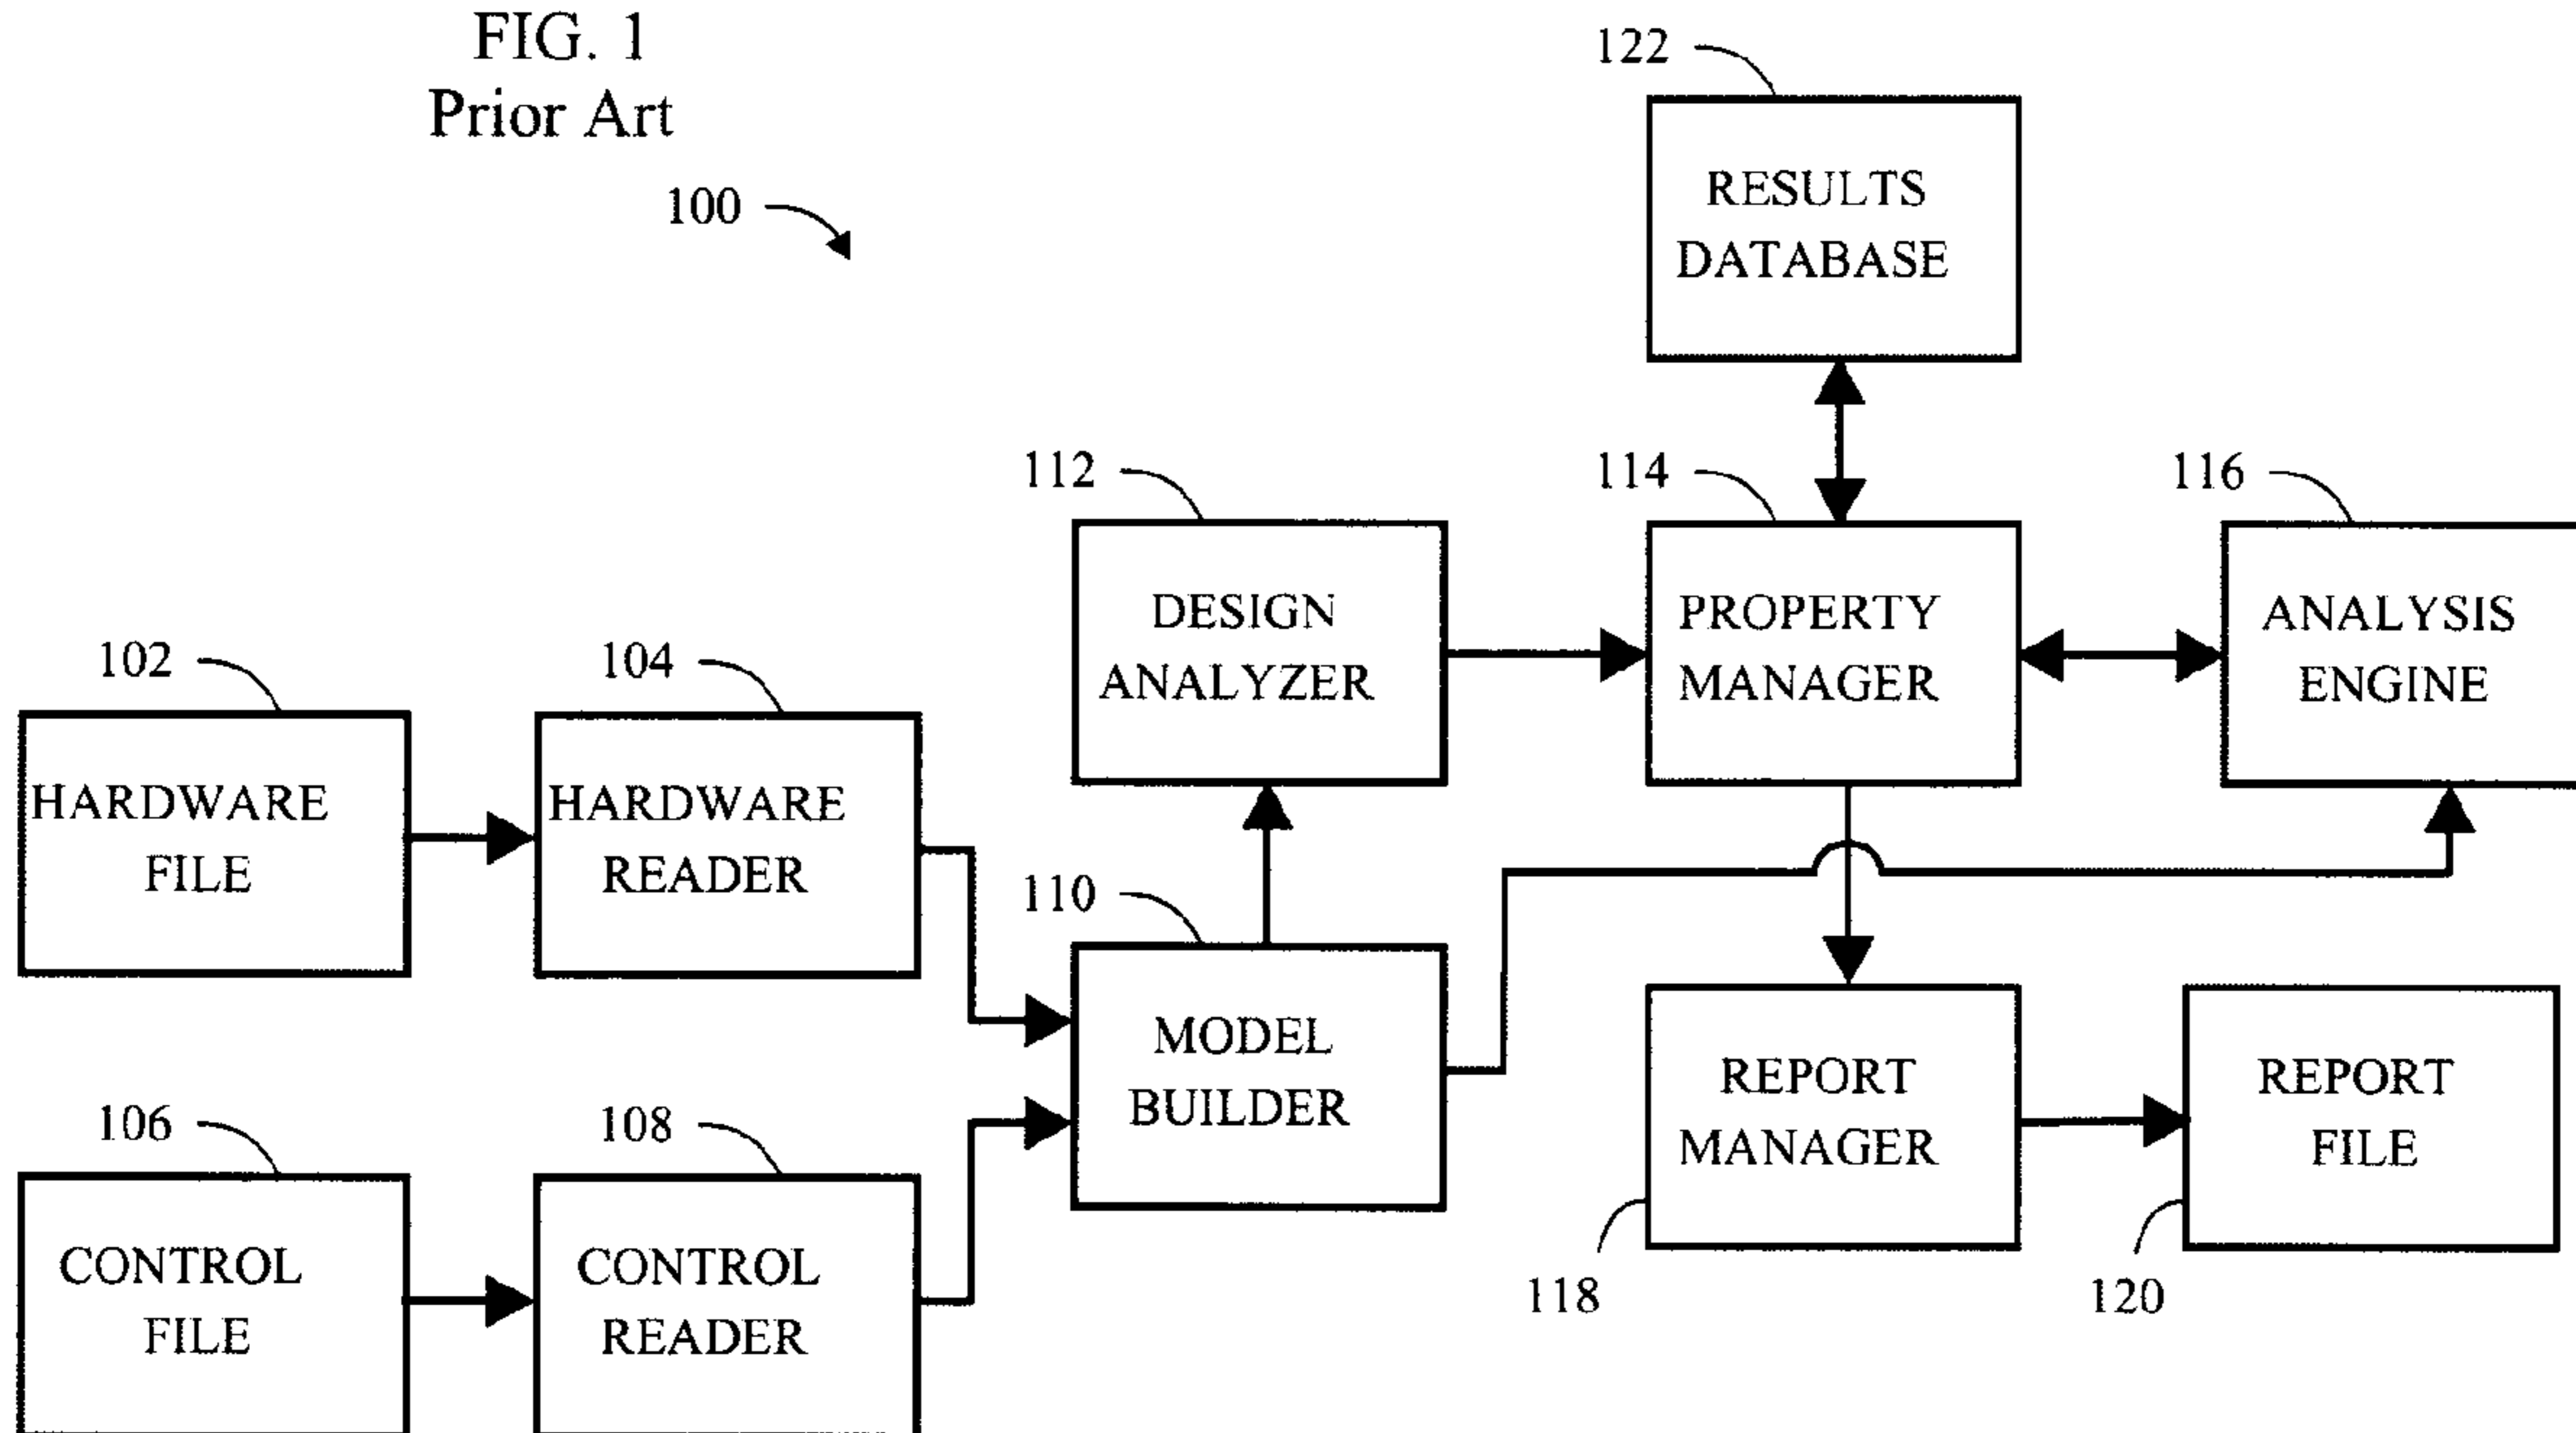 FIG. 1
Prior Art
100
122
RESULTS
DATABASE
112
114
116
DESIGN
ANALYZER
PROPERTY
MANAGER
ANALYSIS
ENGINE
102
104
HARDWARE
FILE
HARDWARE
READER
110
MODEL
BUILDER
REPORT
MANAGER
REPORT
FILE
106
108
CONTROL
FILE
CONTROL
READER
118
120